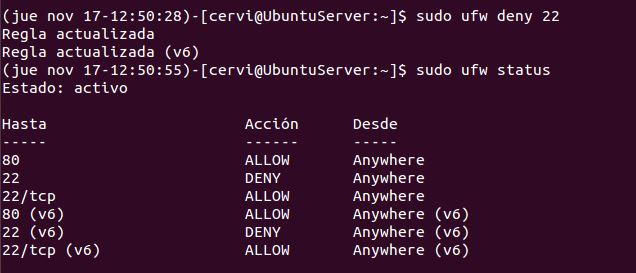 (jue nov 17-12:50:28)-[cervi@UbuntuServer:~]$ sudo ufw deny 22
Regla actualizada
Regla actualizada (v6)
(jue nov 17-12:50:55)-[cervi@UbuntuServer:~]$ sudo ufw status
Estado: activo
Hasta                      Acción      Desde
-----                      ------      -----
80                         ALLOW       Anywhere
22                         DENY        Anywhere
22/tcp                     ALLOW       Anywhere
80 (v6)                    ALLOW       Anywhere (v6)
22 (v6)                    DENY        Anywhere (v6)
22/tcp (v6)                ALLOW       Anywhere (v6)